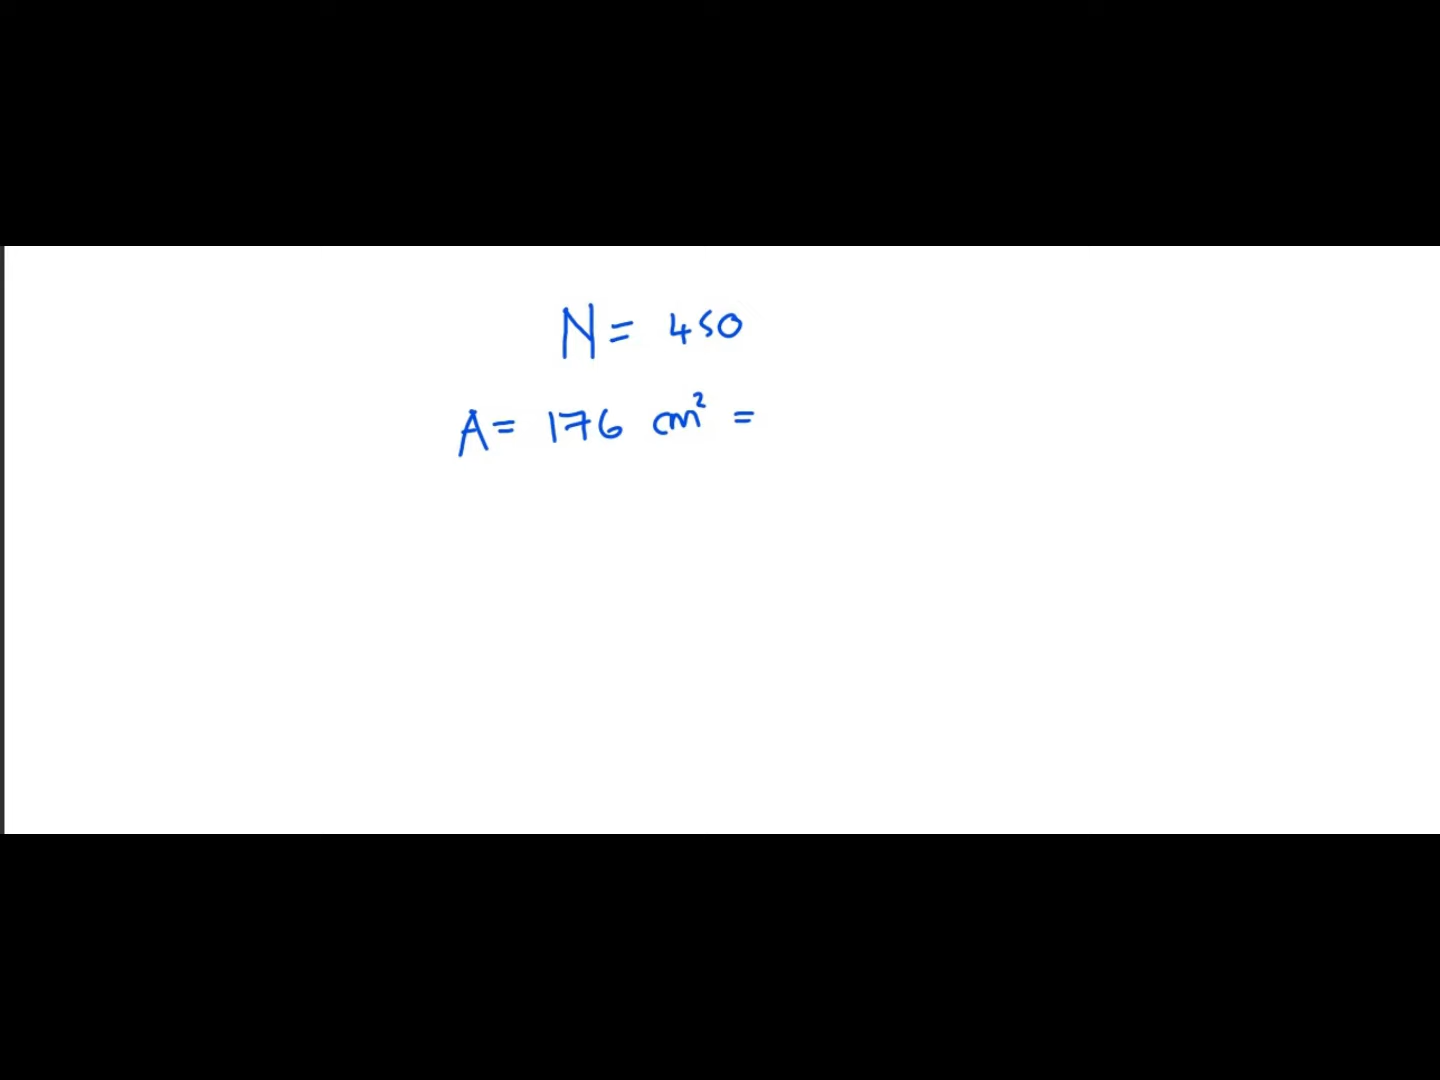 N = 450
A = 176 cm² =